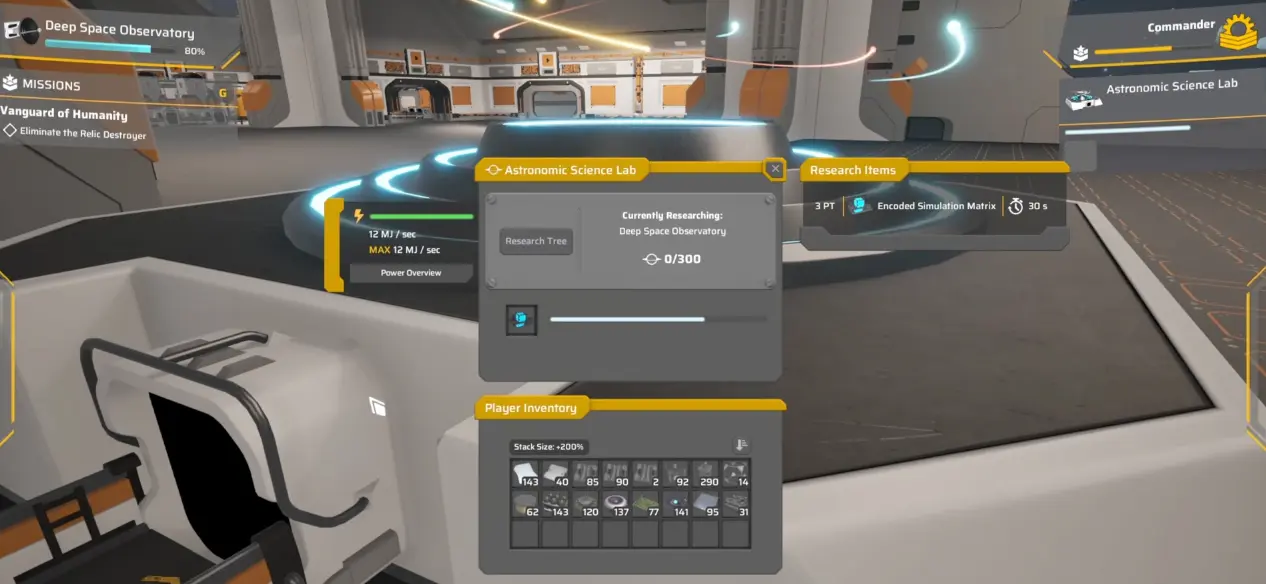 Deep Space Observatory
80%
MISSIONS
G
Vanguard of Humanity
Eliminate the Relic Destroyer
Commander
Astronomic Science Lab
12 MJ / sec
MAX 12 MJ / sec
Power Overview
Astronomic Science Lab
Research Tree
Currently Researching:
Deep Space Observatory
0/300
Research Items
3 PT Encoded Simulation Matrix 30 s
Player Inventory
Stack Size: +200%
143 40 85 90 2 92 290 14
62 143 120 137 77 141 95 31